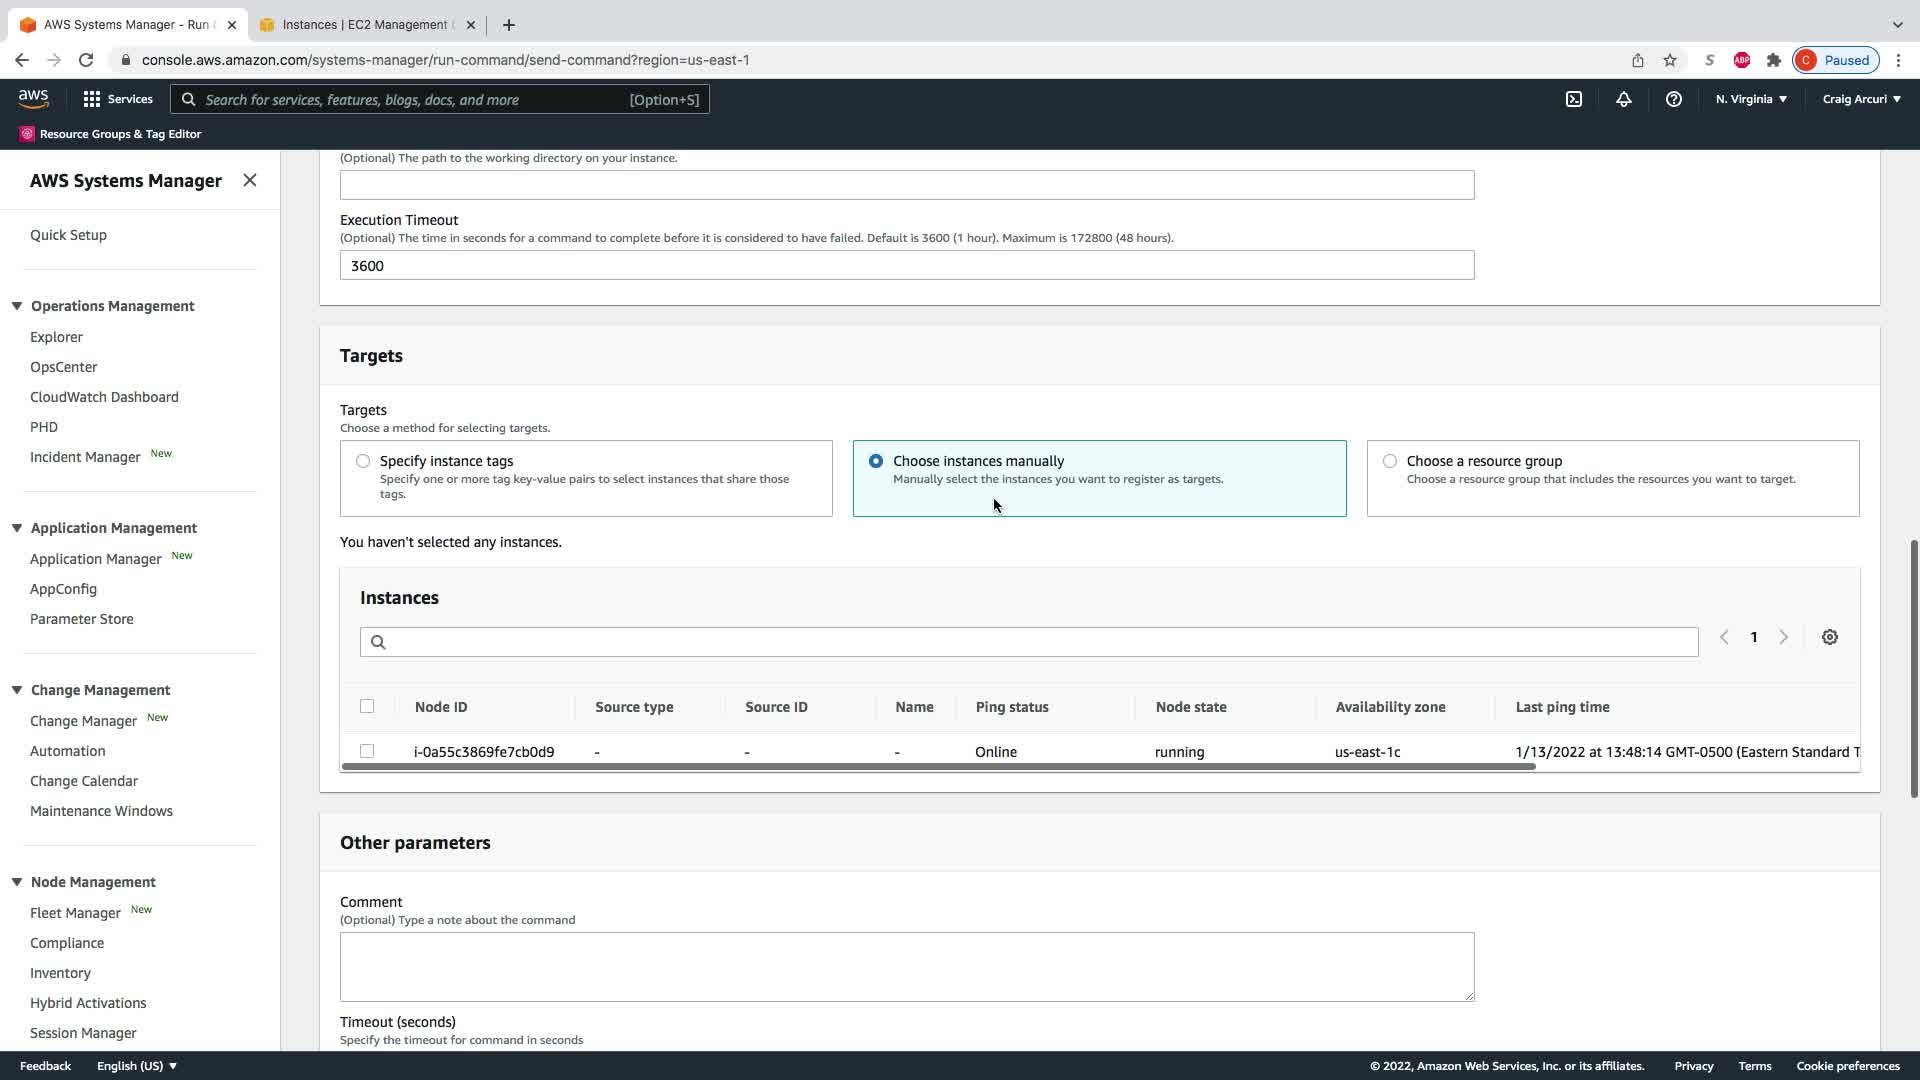 AWS Systems Manager - Run
Instances | EC2 Management
console.aws.amazon.com/systems-manager/run-command/send-command?region=us-east-1
S
ABP
C
Paused
aws
Services
Search for services, features, blogs, docs, and more
[Option+S]
N. Virginia
Craig Arcuri
Resource Groups & Tag Editor
AWS Systems Manager
Quick Setup
Operations Management
Explorer
OpsCenter
CloudWatch Dashboard
PHD
Incident Manager New
Application Management
Application Manager New
AppConfig
Parameter Store
Change Management
Change Manager New
Automation
Change Calendar
Maintenance Windows
Node Management
Fleet Manager New
Compliance
Inventory
Hybrid Activations
Session Manager
(Optional) The path to the working directory on your instance.
Execution Timeout
(Optional) The time in seconds for a command to complete before it is considered to have failed. Default is 3600 (1 hour). Maximum is 172800 (48 hours).
3600
Targets
Targets
Choose a method for selecting targets.
Specify instance tags
Specify one or more tag key-value pairs to select instances that share those
tags.
Choose instances manually
Manually select the instances you want to register as targets.
Choose a resource group
Choose a resource group that includes the resources you want to target.
You haven't selected any instances.
Instances
1
Node ID Source type Source ID Name Ping status Node state Availability zone Last ping time
i-0a55c3869fe7cb0d9 - - - Online running us-east-1c 1/13/2022 at 13:48:14 GMT-0500 (Eastern Standard T
Other parameters
Comment
(Optional) Type a note about the command
Timeout (seconds)
Specify the timeout for command in seconds
Feedback
English (US)
© 2022, Amazon Web Services, Inc. or its affiliates.
Privacy
Terms
Cookie preferences